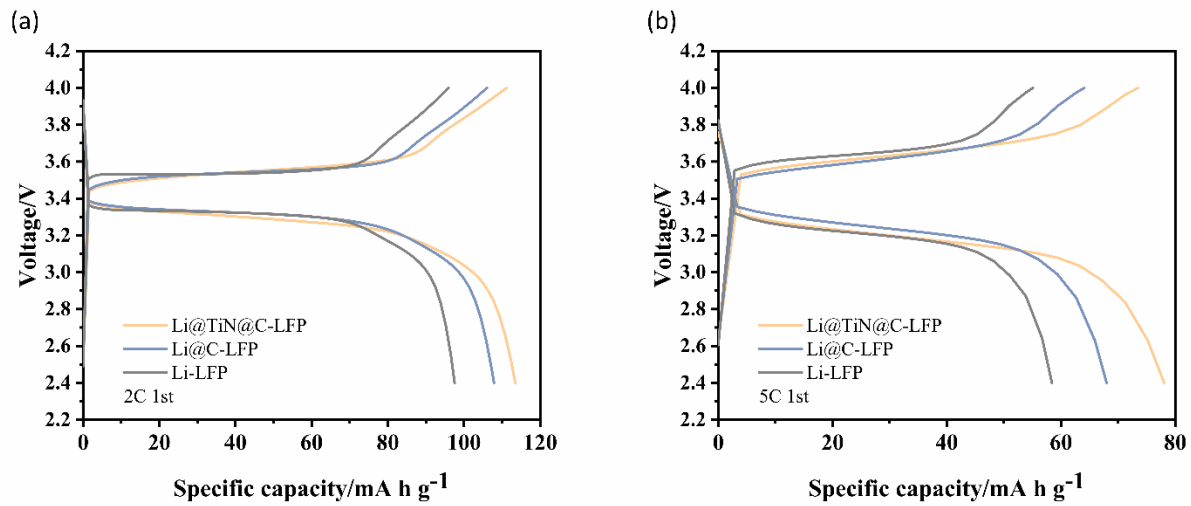 (a)
4.2
4.0
3.8
3.6
3.4
3.2
3.0
2.8
2.6
2.4
2.2
Voltage/V
Li@TiN@C-LFP
Li@C-LFP
Li-LFP
2C 1st
0 20 40 60 80 100 120
Specific capacity/mA h g-1
(b)
4.2
4.0
3.8
3.6
3.4
3.2
3.0
2.8
2.6
2.4
2.2
Voltage/V
Li@TiN@C-LFP
Li@C-LFP
Li-LFP
5C 1st
0 20 40 60 80
Specific capacity/mA h g-1